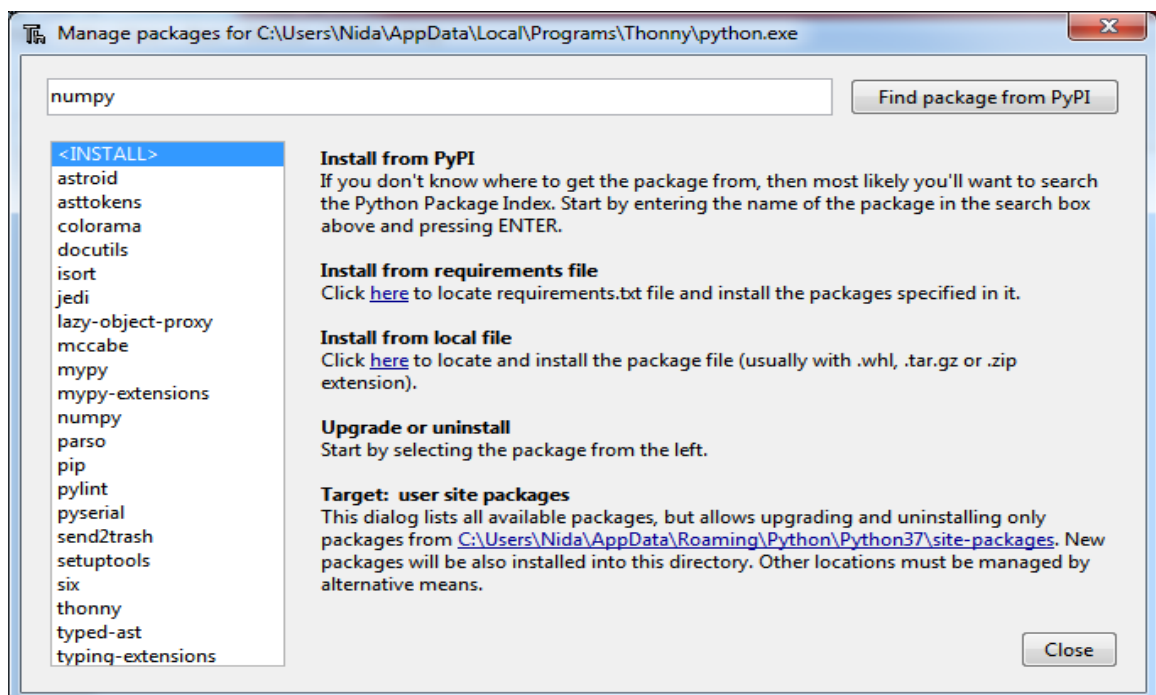 Manage packages for C:\Users\Nida\AppData\Local\Programs\Thonny\python.exe
numpy
Find package from PyPI
<INSTALL>
astroid
asttokens
colorama
docutils
isort
jedi
lazy-object-proxy
mccabe
mypy
mypy-extensions
numpy
parso
pip
pylint
pyserial
send2trash
setuptools
six
thonny
typed-ast
typing-extensions
Install from PyPI
If you don't know where to get the package from, then most likely you'll want to search
the Python Package Index. Start by entering the name of the package in the search box
above and pressing ENTER.
Install from requirements file
Click here to locate requirements.txt file and install the packages specified in it.
Install from local file
Click here to locate and install the package file (usually with .whl, .tar.gz or .zip
extension).
Upgrade or uninstall
Start by selecting the package from the left.
Target:  user site packages
This dialog lists all available packages, but allows upgrading and uninstalling only
packages from C:\Users\Nida\AppData\Roaming\Python\Python37\site-packages. New
packages will be also installed into this directory. Other locations must be managed by
alternative means.
Close